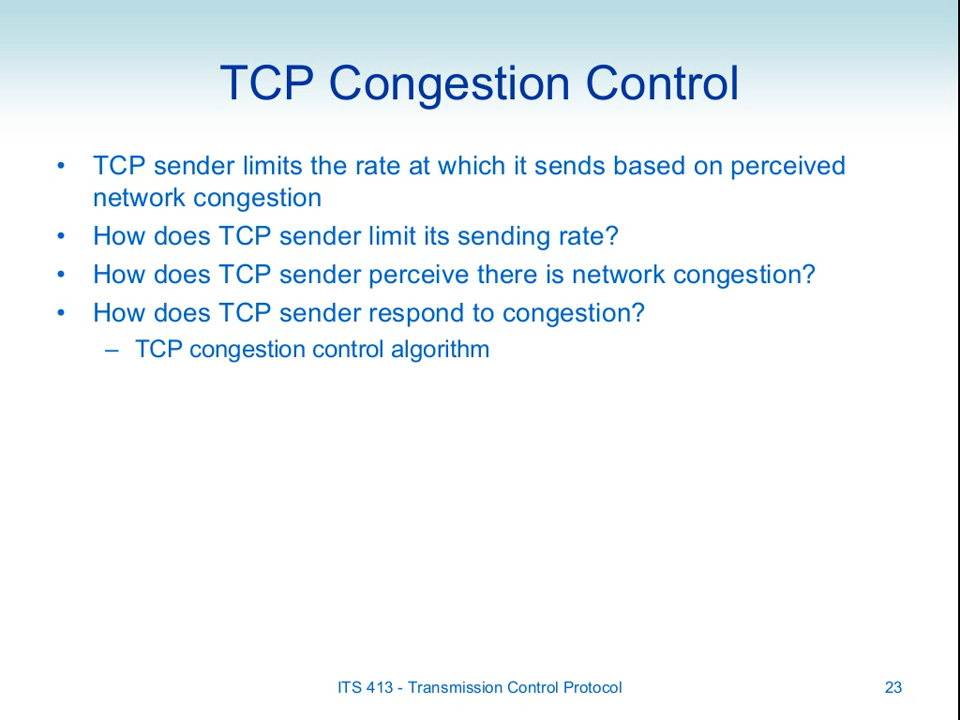 TCP Congestion Control
• TCP sender limits the rate at which it sends based on perceived
network congestion
• How does TCP sender limit its sending rate?
• How does TCP sender perceive there is network congestion?
• How does TCP sender respond to congestion?
– TCP congestion control algorithm
ITS 413 - Transmission Control Protocol
23